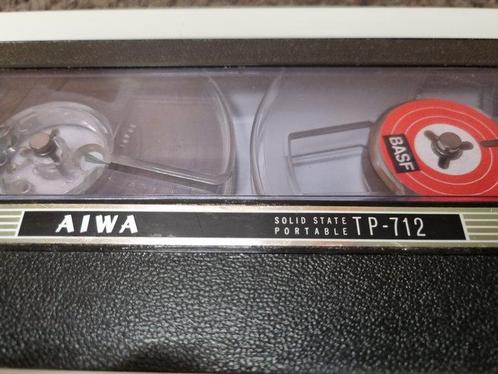 BASF
AIWA
SOLID STATE
PORTABLE TP-712